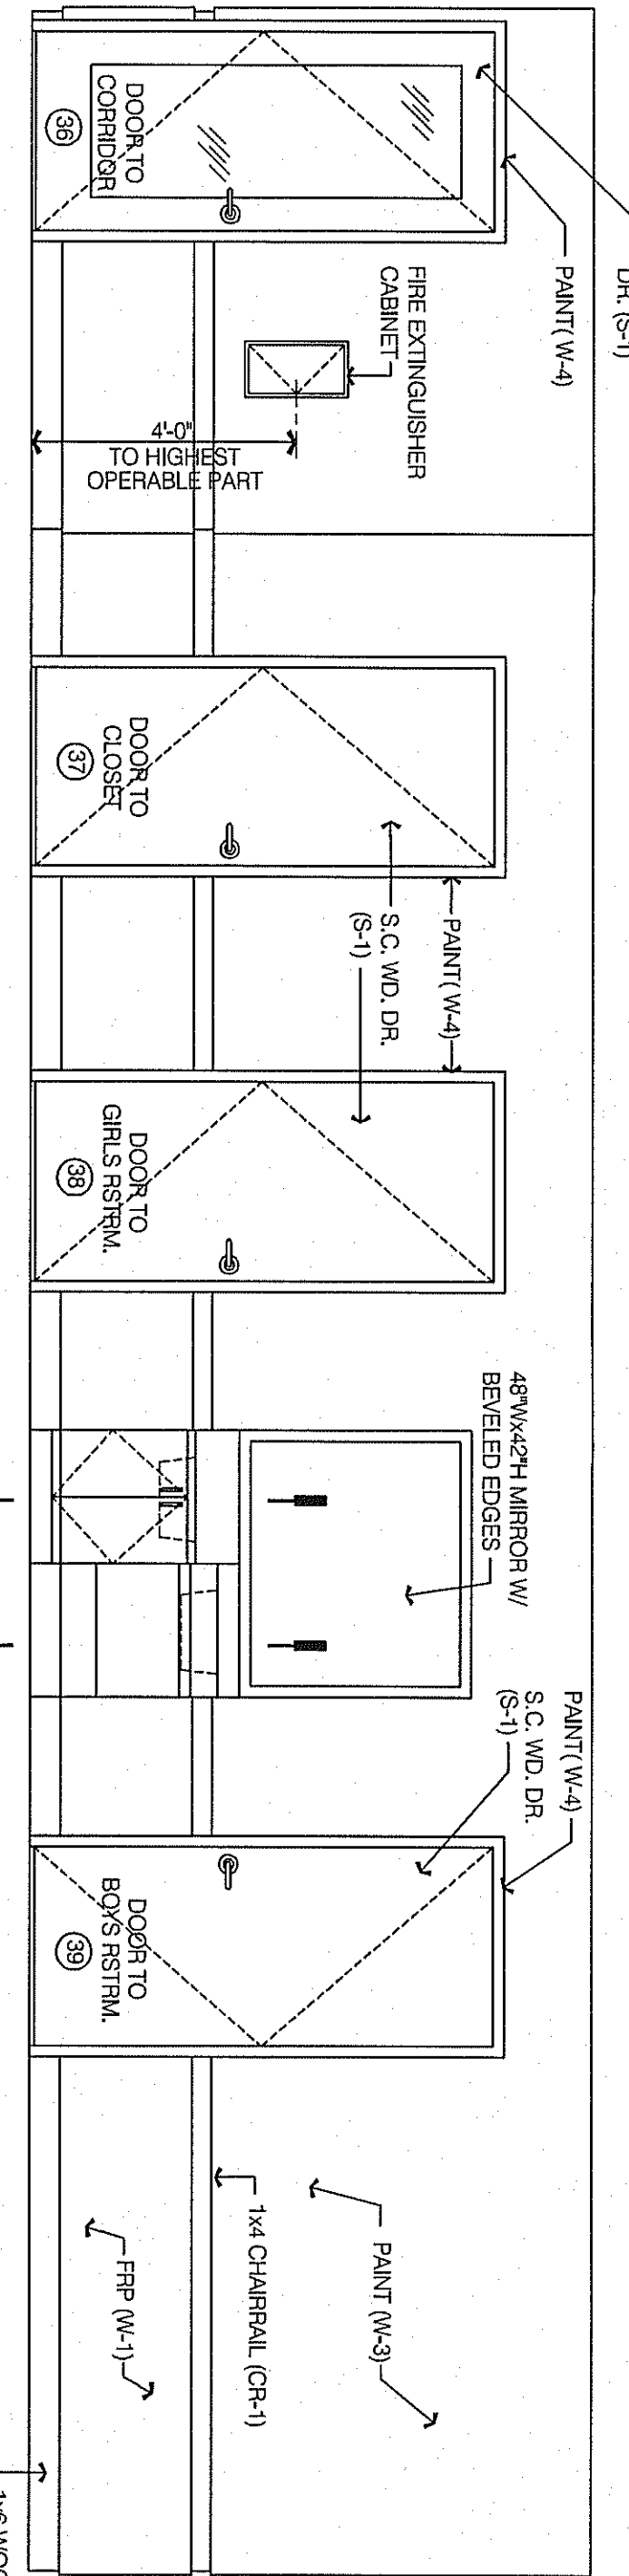 DR. (S-1)
PAINT( W-4)
DOOR TO
CORRIDOR
36
FIRE EXTINGUISHER
CABINET
4'-0"
TO HIGHEST
OPERABLE PART
DOOR TO
CLOSET
37
PAINT( W-4)
S.C. WD. DR.
(S-1)
DOOR TO
GIRLS RSTRM.
38
48"Wx42"H MIRROR W/
BEVELED EDGES
PAINT( W-4)
S.C. WD. DR.
(S-1)
DOOR TO
BOYS RSTRM.
39
PAINT (W-3)
1x4 CHAIRRAIL (CR-1)
FRP (W-1)